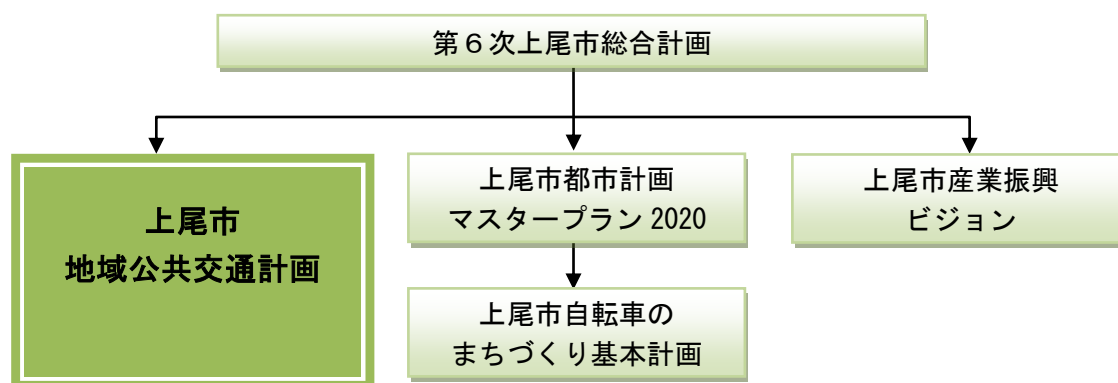 第６次上尾市総合計画
上尾市
地域公共交通計画
上尾市都市計画
マスタープラン 2020
上尾市産業振興
ビジョン
上尾市自転車の
まちづくり基本計画